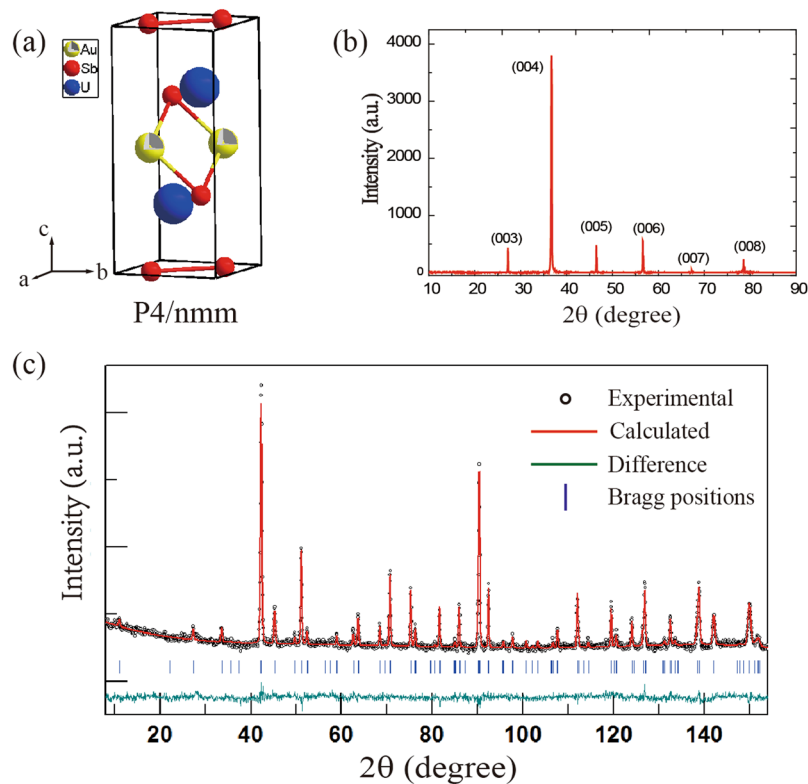 (a)
Au
Sb
U
c
a
b
P4/nmm
(b)
Intensity (a.u.)
4000
3000
2000
1000
0
(004)
(003)
(005)
(006)
(007)
(008)
10 20 30 40 50 60 70 80 90
2θ (degree)
(c)
Intensity (a.u.)
Experimental
Calculated
Difference
Bragg positions
20 40 60 80 100 120 140
2θ (degree)